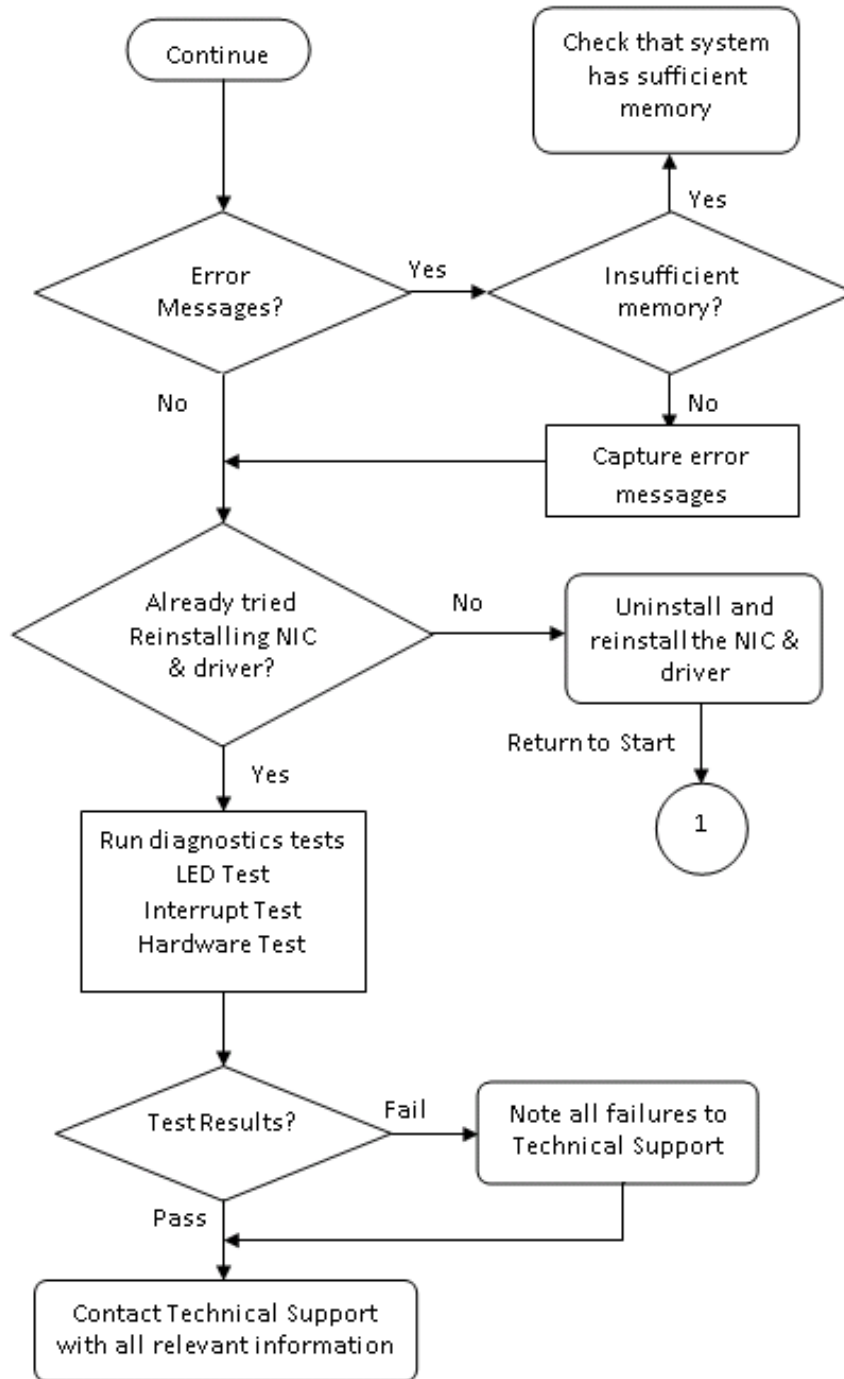 Continue
Check that system
has sufficient
memory
Yes
Error
Messages?
Yes
Insufficient
memory?
No
No
Capture error
messages
Already tried
Reinstalling NIC
& driver?
No
Uninstall and
reinstall the NIC &
driver
Return to Start
Yes
1
Run diagnostics tests
LED Test
Interrupt Test
Hardware Test
Test Results?
Fail
Note all failures to
Technical Support
Pass
Contact Technical Support
with all relevant information